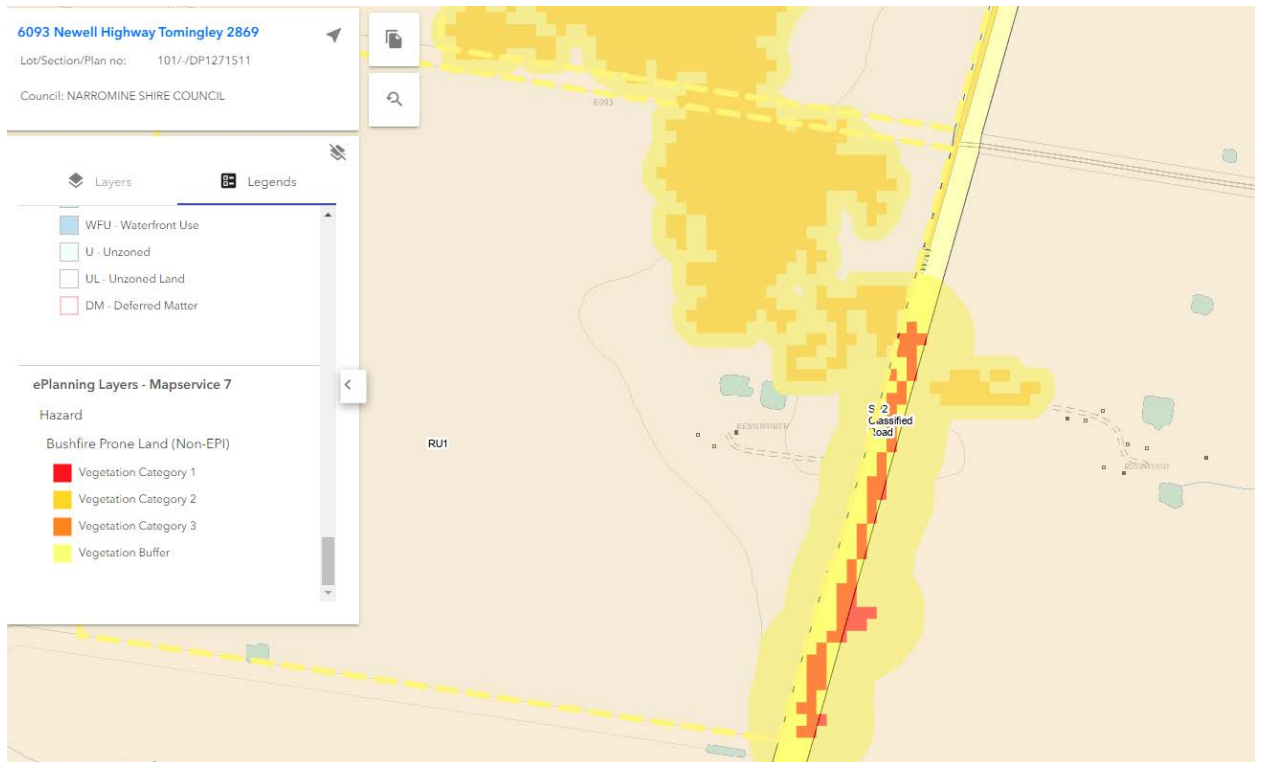 6093 Newell Highway Tomingley 2869
Lot/Section/Plan no: 101/-/DP1271511
Council: NARROMINE SHIRE COUNCIL
Layers
Legends
WFU - Waterfront Use
U - Unzoned
UL - Unzoned Land
DM - Deferred Matter
ePlanning Layers - Mapservice 7
Hazard
Bushfire Prone Land (Non-EPI)
Vegetation Category 1
Vegetation Category 2
Vegetation Category 3
Vegetation Buffer
6093
SP2
Classified
Road
KENILWORTH
RU1